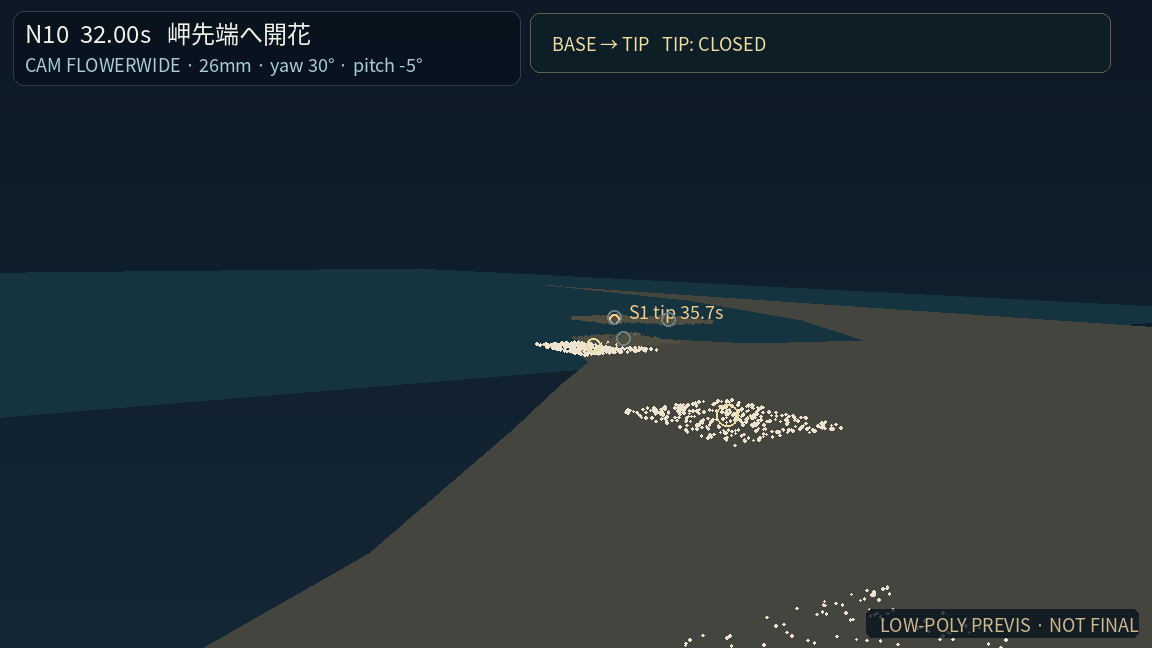 N10 32.00s 岬先端へ開花
CAM FLOWERWIDE · 26mm · yaw 30° · pitch -5°
BASE → TIP TIP: CLOSED
S1 tip 35.7s
LOW-POLY PREVIS · NOT FINAL